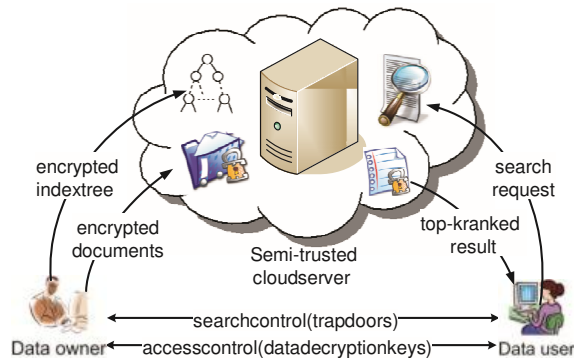 encrypted
indextree
encrypted
documents
Semi-trusted
cloudserver
search
request
top-kranked
result
searchcontrol(trapdoors)
Data owner
accesscontrol(datadecryptionkeys)
Data user